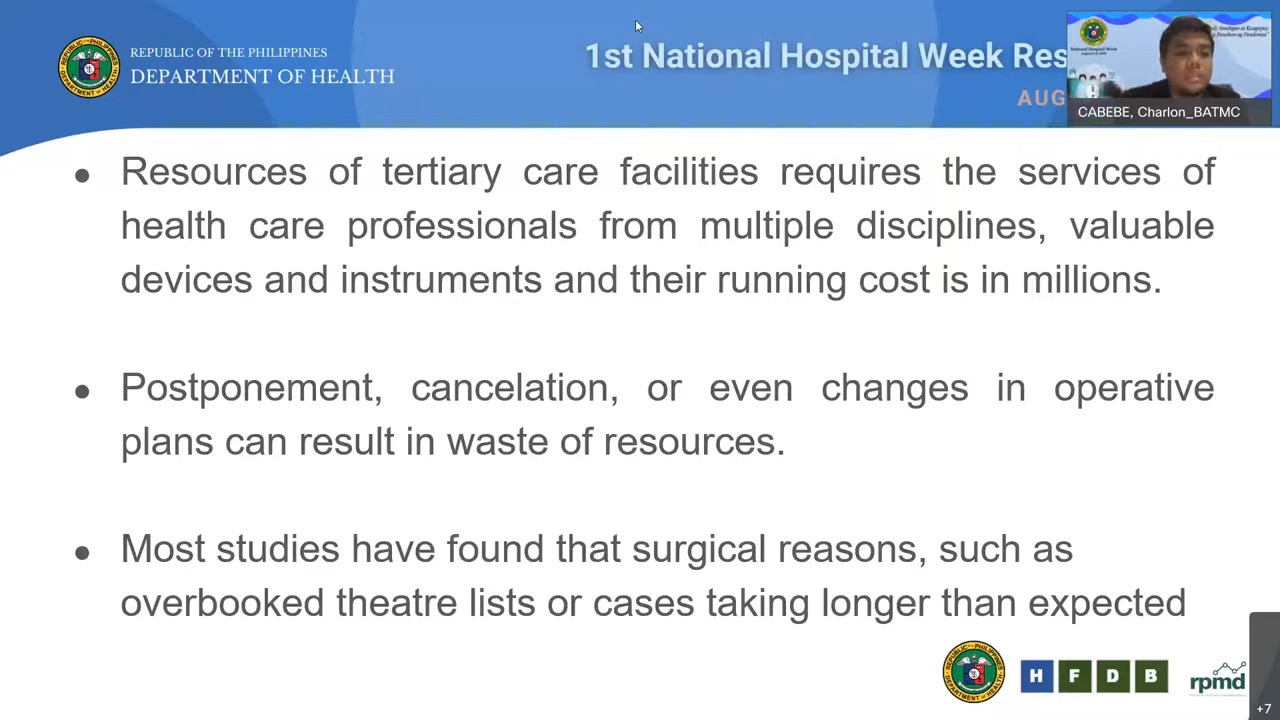 REPUBLIC OF THE PHILIPPINES
DEPARTMENT OF HEALTH
1st National Hospital Week Res
AUG
CABEBE, Charlon_BATMC
• Resources of tertiary care facilities requires the services of
health care professionals from multiple disciplines, valuable
devices and instruments and their running cost is in millions.
• Postponement, cancelation, or even changes in operative
plans can result in waste of resources.
• Most studies have found that surgical reasons, such as
overbooked theatre lists or cases taking longer than expected
H F D B
rpmd
+7